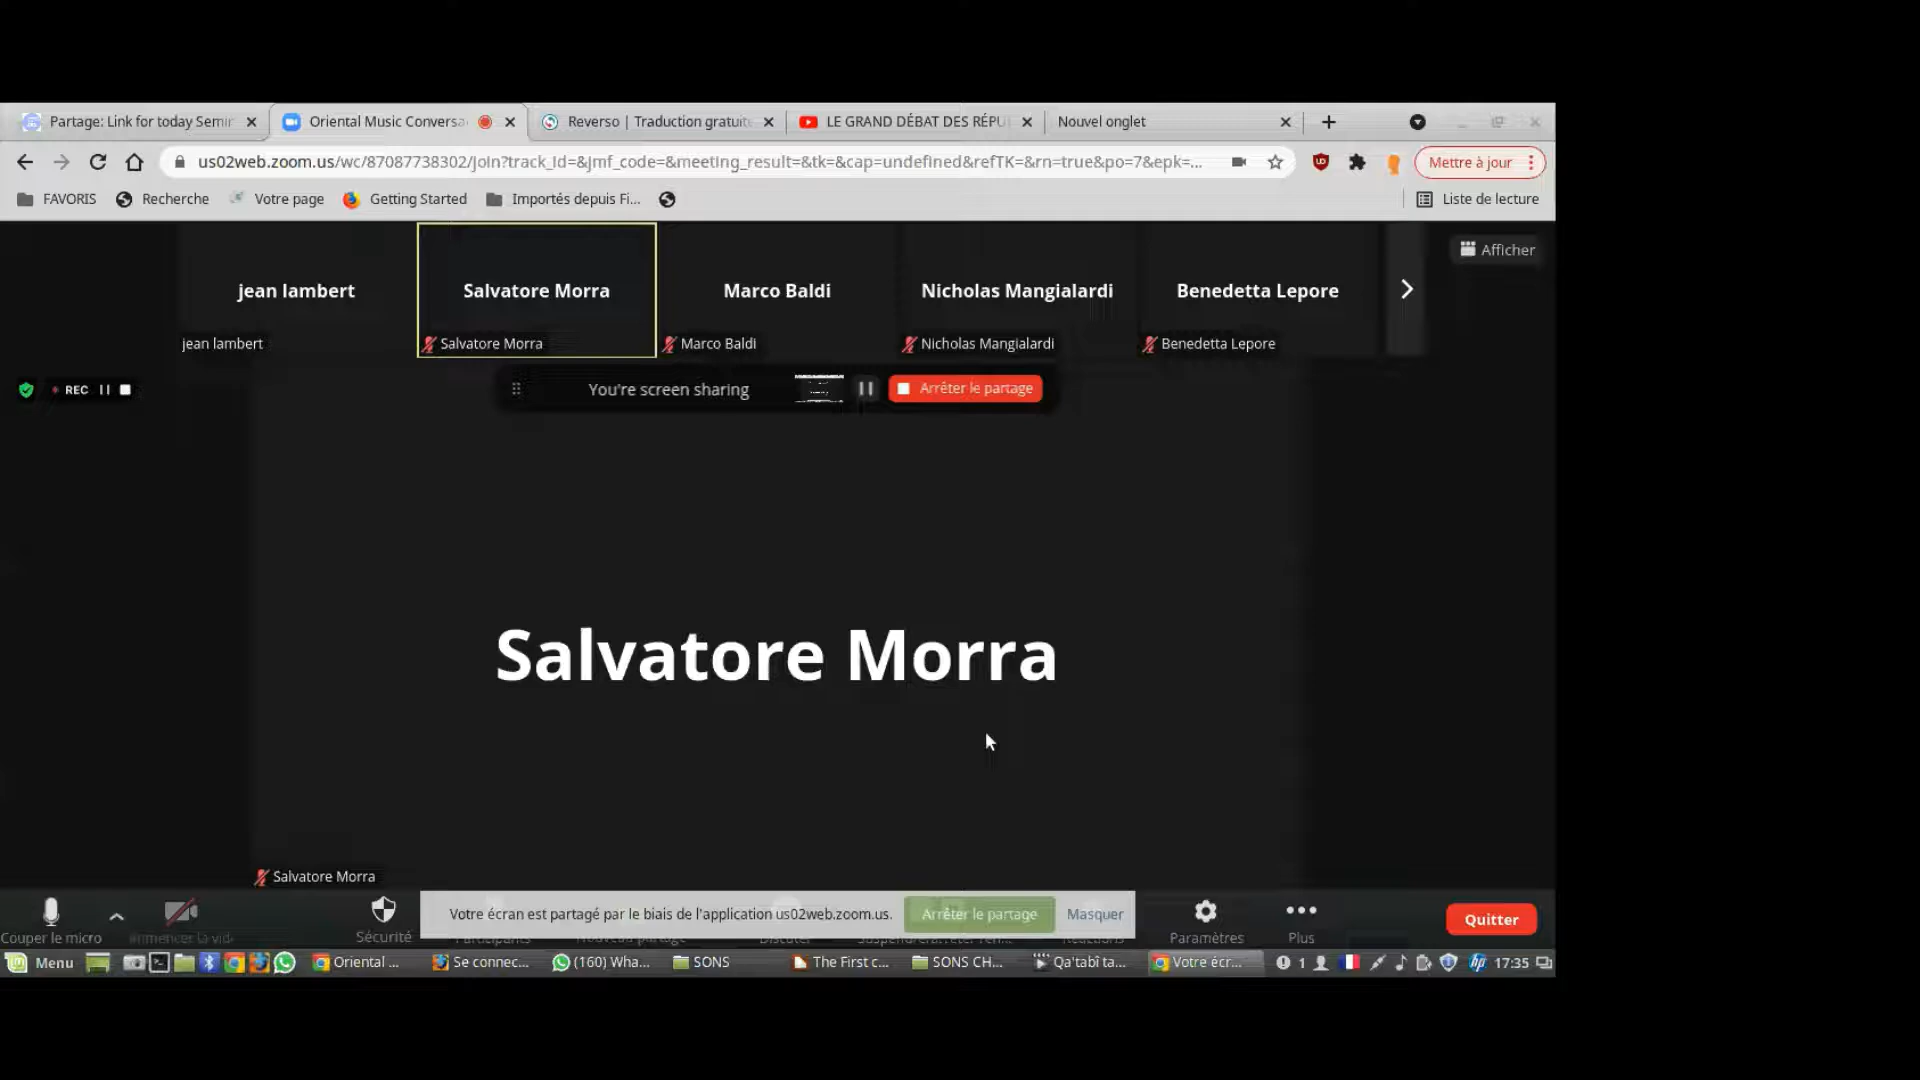 Partage: Link for today Semin
Oriental Music Conversa
Reverso | Traduction gratuite
LE GRAND DÉBAT DES RÉPU
Nouvel onglet
us02web.zoom.us/wc/87087738302/join?track_id=&jmf_code=&meeting_result=&tk=&cap=undefined&refTK=&rn=true&po=7&epk=...
Mettre à jour
FAVORIS
Recherche
Votre page
Getting Started
Importés depuis Fi...
Liste de lecture
Afficher
jean lambert
Salvatore Morra
Marco Baldi
Nicholas Mangialardi
Benedetta Lepore
jean lambert
Salvatore Morra
Marco Baldi
Nicholas Mangialardi
Benedetta Lepore
REC
You're screen sharing
Arrêter le partage
Salvatore Morra
Salvatore Morra
Votre écran est partagé par le biais de l'application us02web.zoom.us.
Arrêter le partage
Masquer
Quitter
Couper le micro
Sécurité
Participants
Paramètres
Plus
Menu
Oriental ...
Se connec...
(160) Wha...
SONS
The First c...
SONS CH...
Qa'tabî ta...
Votre écr...
1
hp
17:35